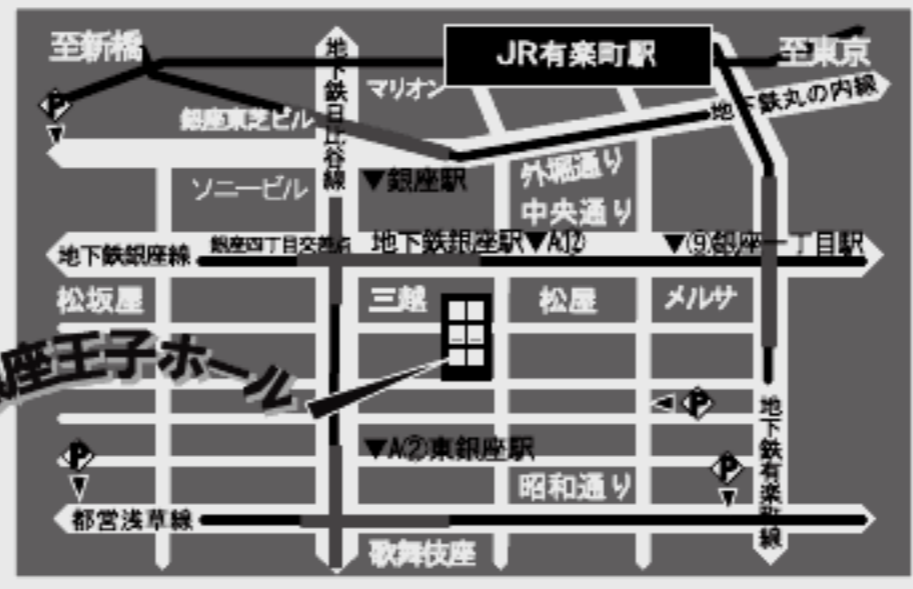 至新橋
JR有楽町駅
至東京
マリオン
地下鉄日比谷線
地下鉄丸の内線
P
銀座東芝ビル
ソニービル
▼銀座駅
外堀通り
中央通り
地下鉄銀座線
銀座四丁目交差点
地下鉄銀座駅▼A⑫
▼⑨銀座一丁目駅
松坂屋
三越
松屋
メルサ
座王子ホール
P
地下鉄有楽町線
P
▼A②東銀座駅
P
昭和通り
都営浅草線
歌舞伎座